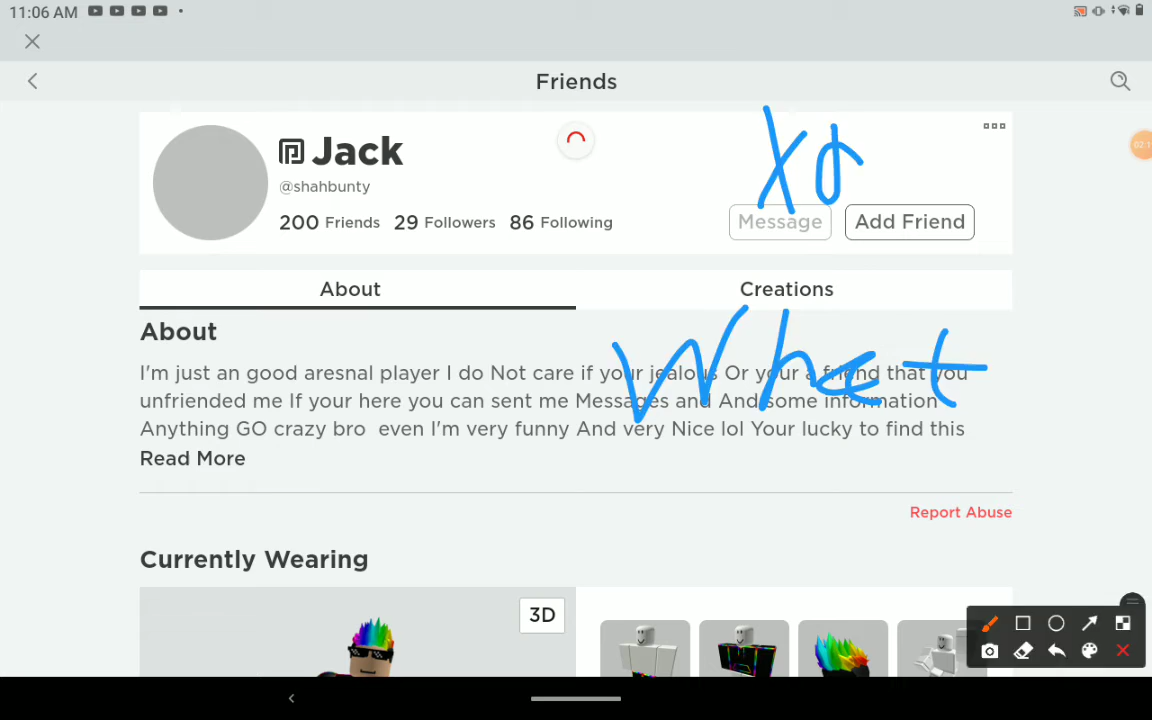 11:06 AM
Friends
Jack
@shahbunty
200 Friends 29 Followers 86 Following
Message Add Friend
About Creations
About
I'm just an good aresnal player I do Not care if your jealous Or your a friend that you
unfriended me If your here you can sent me Messages and And some information
Anything GO crazy bro even I'm very funny And very Nice lol Your lucky to find this
Read More
What
Report Abuse
Currently Wearing
3D